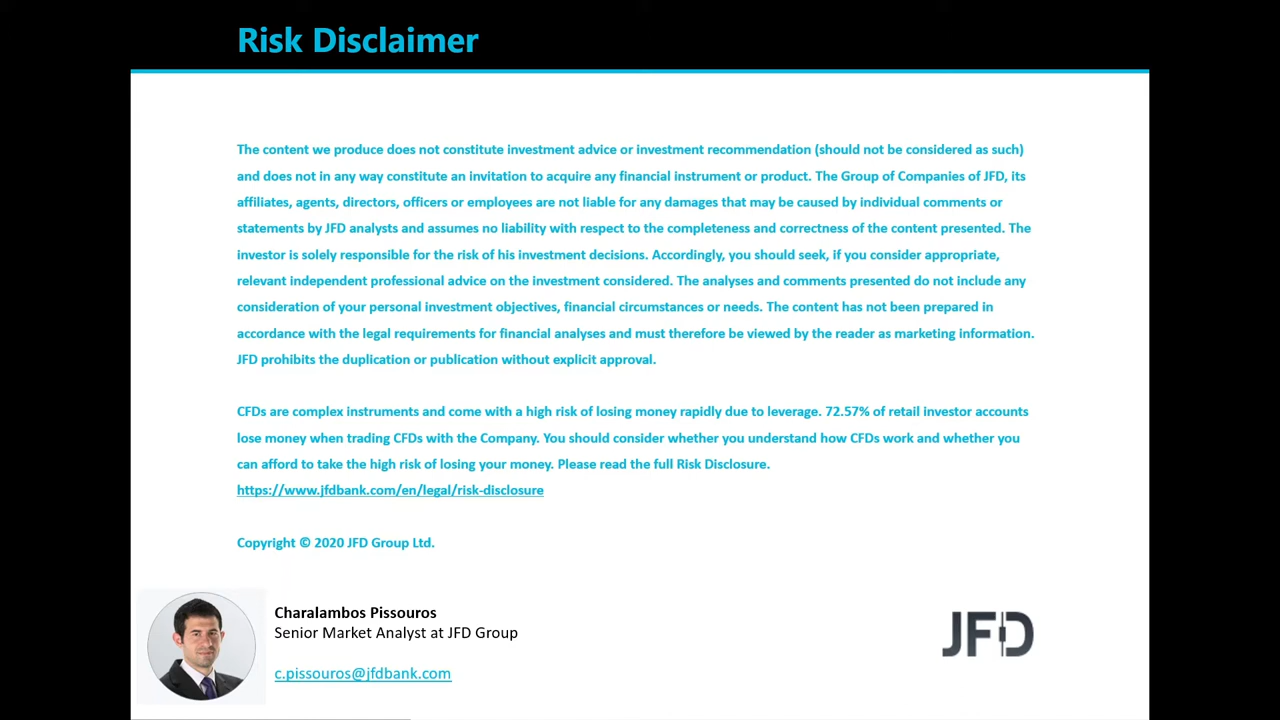 Risk Disclaimer
The content we produce does not constitute investment advice or investment recommendation (should not be considered as such)
and does not in any way constitute an invitation to acquire any financial instrument or product. The Group of Companies of JFD, its
affiliates, agents, directors, officers or employees are not liable for any damages that may be caused by individual comments or
statements by JFD analysts and assumes no liability with respect to the completeness and correctness of the content presented. The
investor is solely responsible for the risk of his investment decisions. Accordingly, you should seek, if you consider appropriate,
relevant independent professional advice on the investment considered. The analyses and comments presented do not include any
consideration of your personal investment objectives, financial circumstances or needs. The content has not been prepared in
accordance with the legal requirements for financial analyses and must therefore be viewed by the reader as marketing information.
JFD prohibits the duplication or publication without explicit approval.
CFDs are complex instruments and come with a high risk of losing money rapidly due to leverage. 72.57% of retail investor accounts
lose money when trading CFDs with the Company. You should consider whether you understand how CFDs work and whether you
can afford to take the high risk of losing your money. Please read the full Risk Disclosure.
https://www.jfdbank.com/en/legal/risk-disclosure
Copyright © 2020 JFD Group Ltd.
Charalambos Pissouros
Senior Market Analyst at JFD Group
c.pissouros@jfdbank.com
JFD